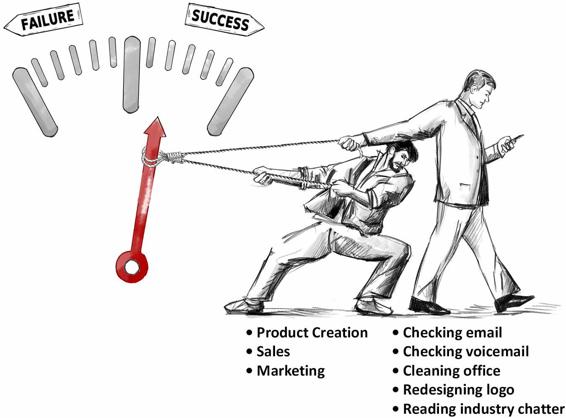 FAILURE
SUCCESS
• Product Creation
• Sales
• Marketing
• Checking email
• Checking voicemail
• Cleaning office
• Redesigning logo
• Reading industry chatter